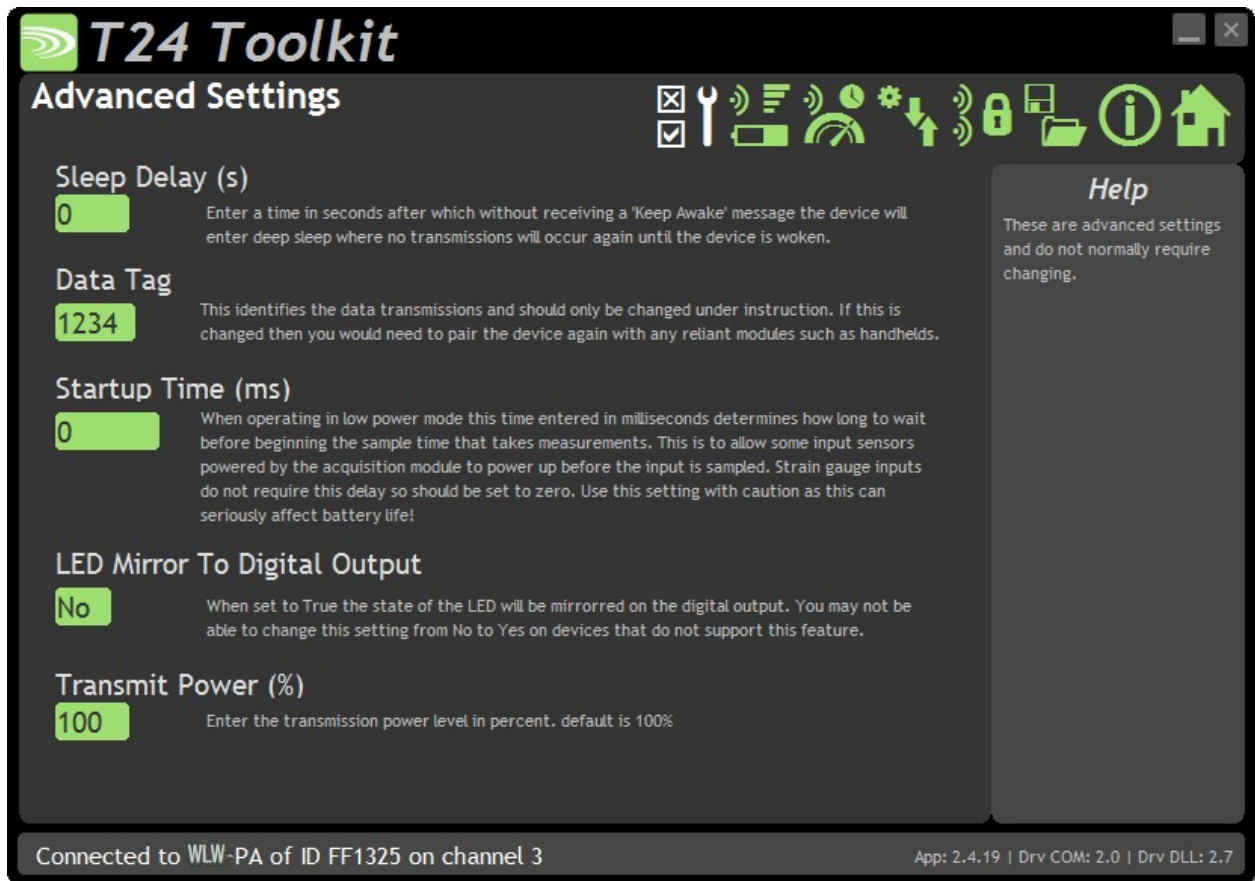 T24 Toolkit
Advanced Settings
Sleep Delay (s)
0
Enter a time in seconds after which without receiving a 'Keep Awake' message the device will
enter deep sleep where no transmissions will occur again until the device is woken.
Data Tag
1234
This identifies the data transmissions and should only be changed under instruction. If this is
changed then you would need to pair the device again with any reliant modules such as handhelds.
Startup Time (ms)
0
When operating in low power mode this time entered in milliseconds determines how long to wait
before beginning the sample time that takes measurements. This is to allow some input sensors
powered by the acquisition module to power up before the input is sampled. Strain gauge inputs
do not require this delay so should be set to zero. Use this setting with caution as this can
seriously affect battery life!
LED Mirror To Digital Output
No
When set to True the state of the LED will be mirrorred on the digital output. You may not be
able to change this setting from No to Yes on devices that do not support this feature.
Transmit Power (%)
100
Enter the transmission power level in percent. default is 100%
Help
These are advanced settings
and do not normally require
changing.
Connected to WLW-PA of ID FF1325 on channel 3
App: 2.4.19 | Drv COM: 2.0 | Drv DLL: 2.7